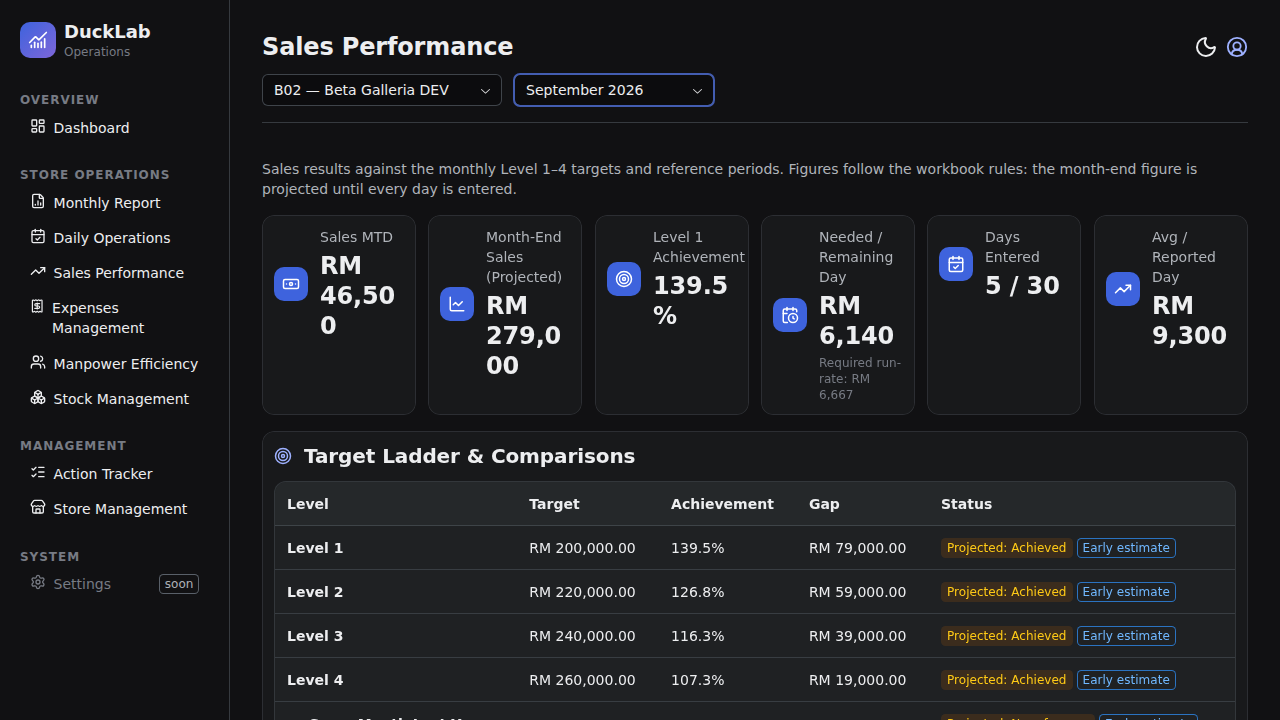 DuckLab
Operations
OVERVIEW
Dashboard
STORE OPERATIONS
Monthly Report
Daily Operations
Sales Performance
Expenses
Management
Manpower Efficiency
Stock Management
MANAGEMENT
Action Tracker
Store Management
SYSTEM
Settings soon
Sales Performance
B02 — Beta Galleria DEV
September 2026
Sales results against the monthly Level 1–4 targets and reference periods. Figures follow the workbook rules: the month-end figure is
projected until every day is entered.
Sales MTD
RM
46,50
0
Month-End
Sales
(Projected)
RM
279,0
00
Level 1
Achievement
139.5
%
Needed /
Remaining
Day
RM
6,140
Required run-
rate: RM
6,667
Days
Entered
5 / 30
Avg /
Reported
Day
RM
9,300
Target Ladder & Comparisons
Level Target Achievement Gap Status
Level 1 RM 200,000.00 139.5% RM 79,000.00 Projected: Achieved Early estimate
Level 2 RM 220,000.00 126.8% RM 59,000.00 Projected: Achieved Early estimate
Level 3 RM 240,000.00 116.3% RM 39,000.00 Projected: Achieved Early estimate
Level 4 RM 260,000.00 107.3% RM 19,000.00 Projected: Achieved Early estimate